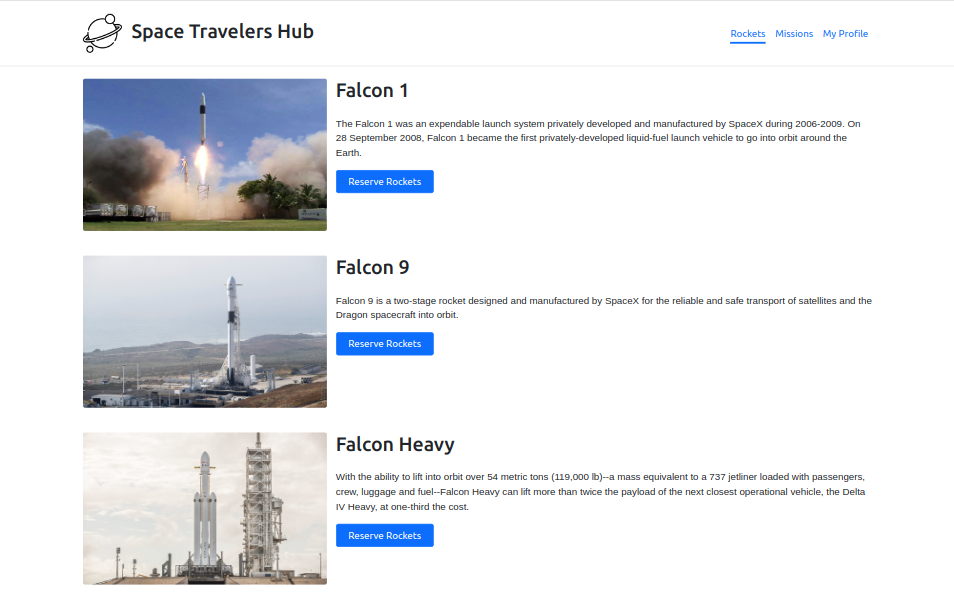 Space Travelers Hub
Rockets Missions My Profile
Falcon 1
The Falcon 1 was an expendable launch system privately developed and manufactured by SpaceX during 2006-2009. On
28 September 2008, Falcon 1 became the first privately-developed liquid-fuel launch vehicle to go into orbit around the
Earth.
Reserve Rockets
Falcon 9
Falcon 9 is a two-stage rocket designed and manufactured by SpaceX for the reliable and safe transport of satellites and the
Dragon spacecraft into orbit.
Reserve Rockets
Falcon Heavy
With the ability to lift into orbit over 54 metric tons (119,000 lb)--a mass equivalent to a 737 jetliner loaded with passengers,
crew, luggage and fuel--Falcon Heavy can lift more than twice the payload of the next closest operational vehicle, the Delta
IV Heavy, at one-third the cost.
Reserve Rockets